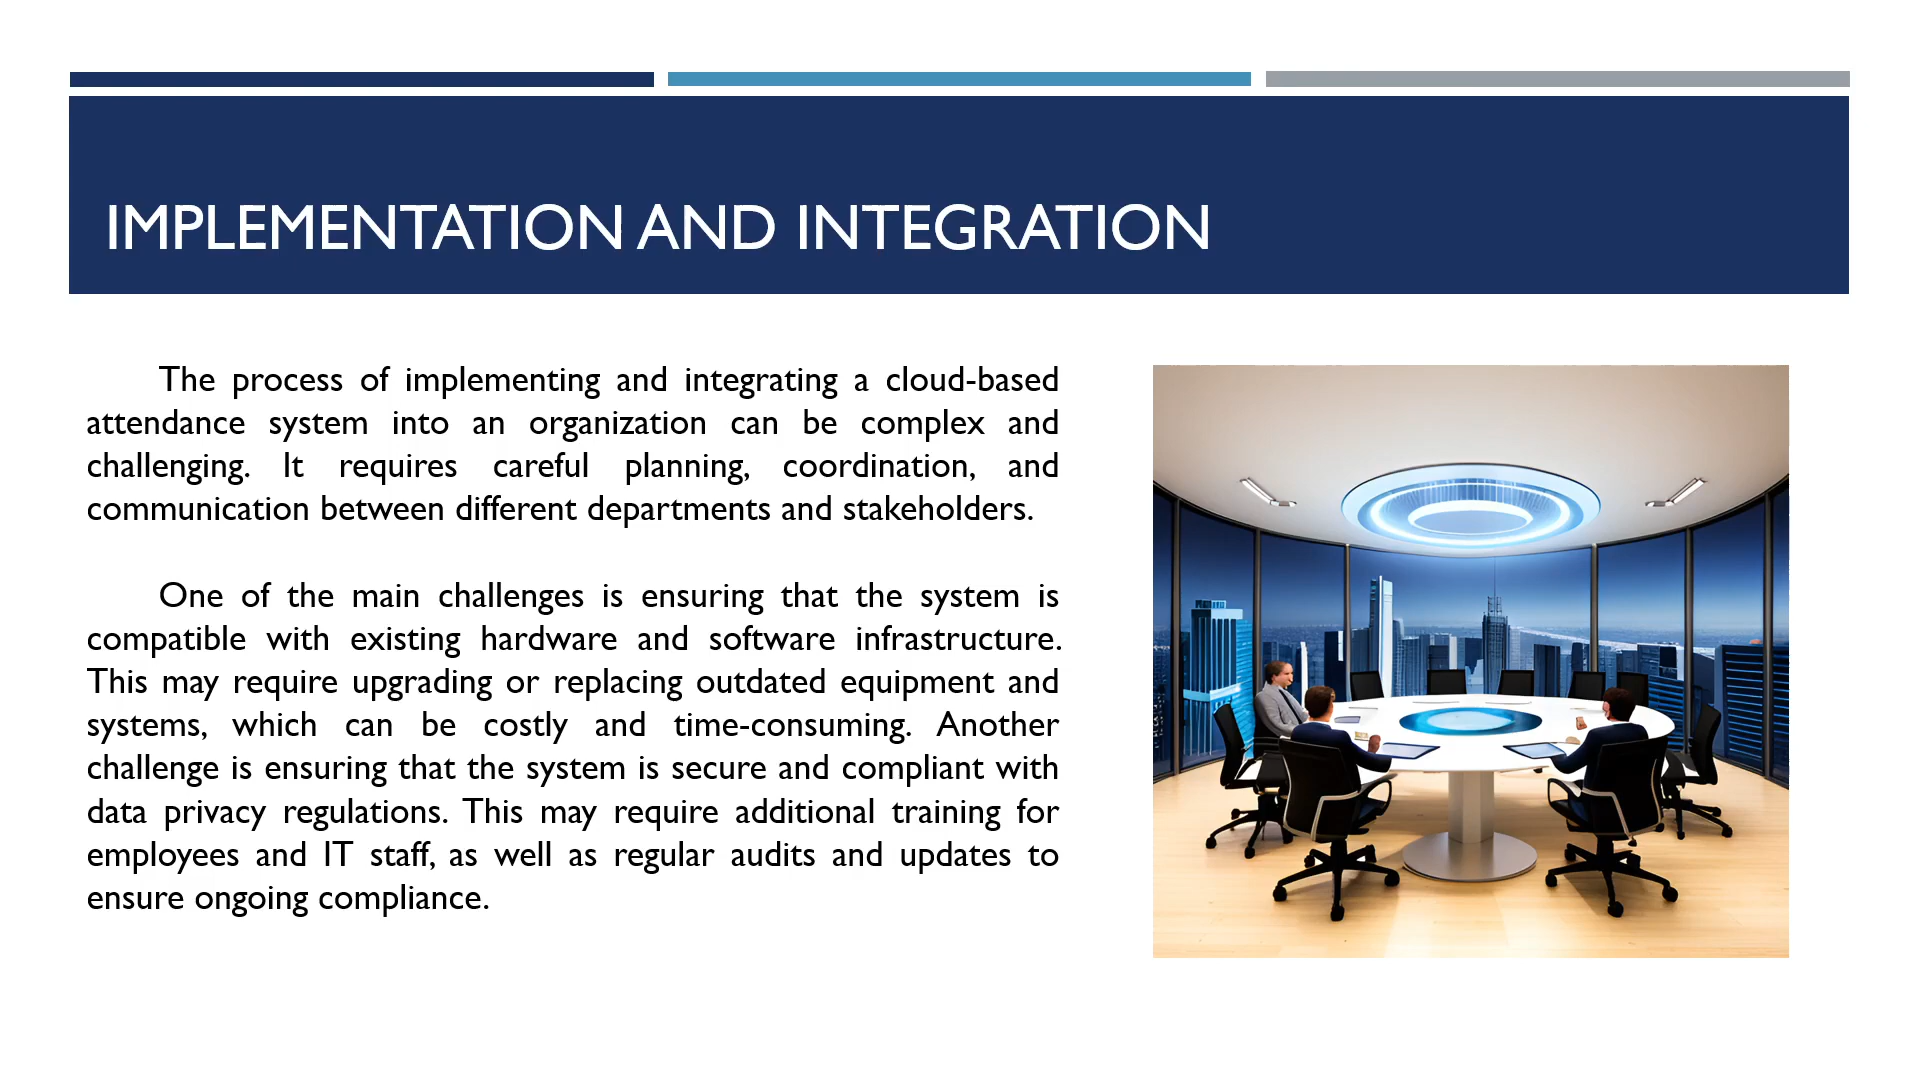 IMPLEMENTATION AND INTEGRATION
The process of implementing and integrating a cloud-based
attendance system into an organization can be complex and
challenging. It requires careful planning, coordination, and
communication between different departments and stakeholders.
One of the main challenges is ensuring that the system is
compatible with existing hardware and software infrastructure.
This may require upgrading or replacing outdated equipment and
systems, which can be costly and time-consuming. Another
challenge is ensuring that the system is secure and compliant with
data privacy regulations. This may require additional training for
employees and IT staff, as well as regular audits and updates to
ensure ongoing compliance.